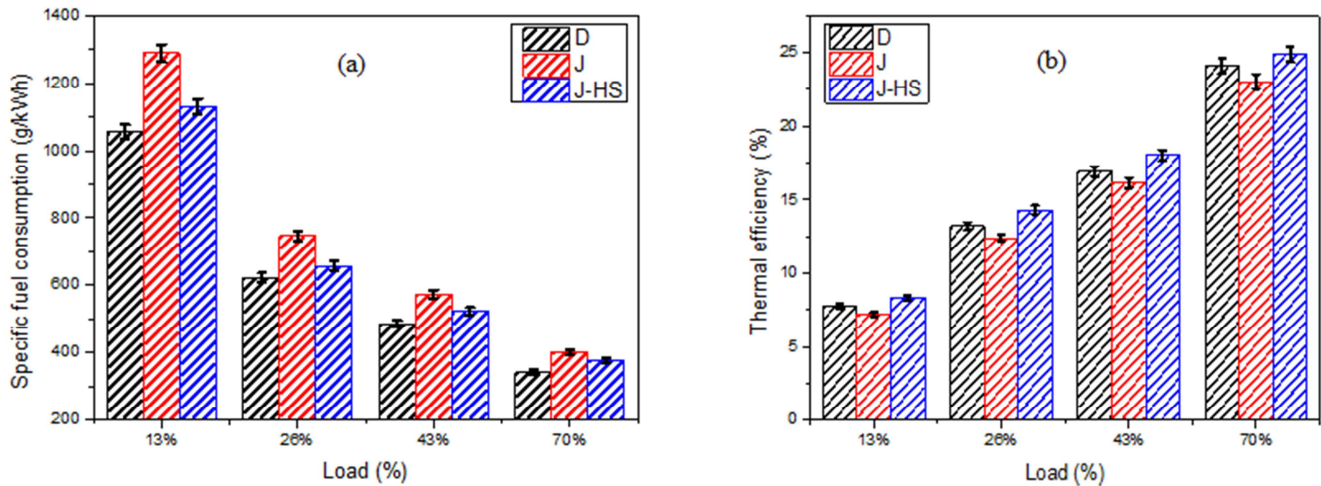 1400
1200
1000
800
600
400
200
Specific fuel consumption (g/kWh)
(a)
D
J
J-HS
13%
26%
43%
70%
Load (%)
25
20
15
10
5
0
Thermal efficiency (%)
D
J
J-HS
(b)
13%
26%
43%
70%
Load (%)